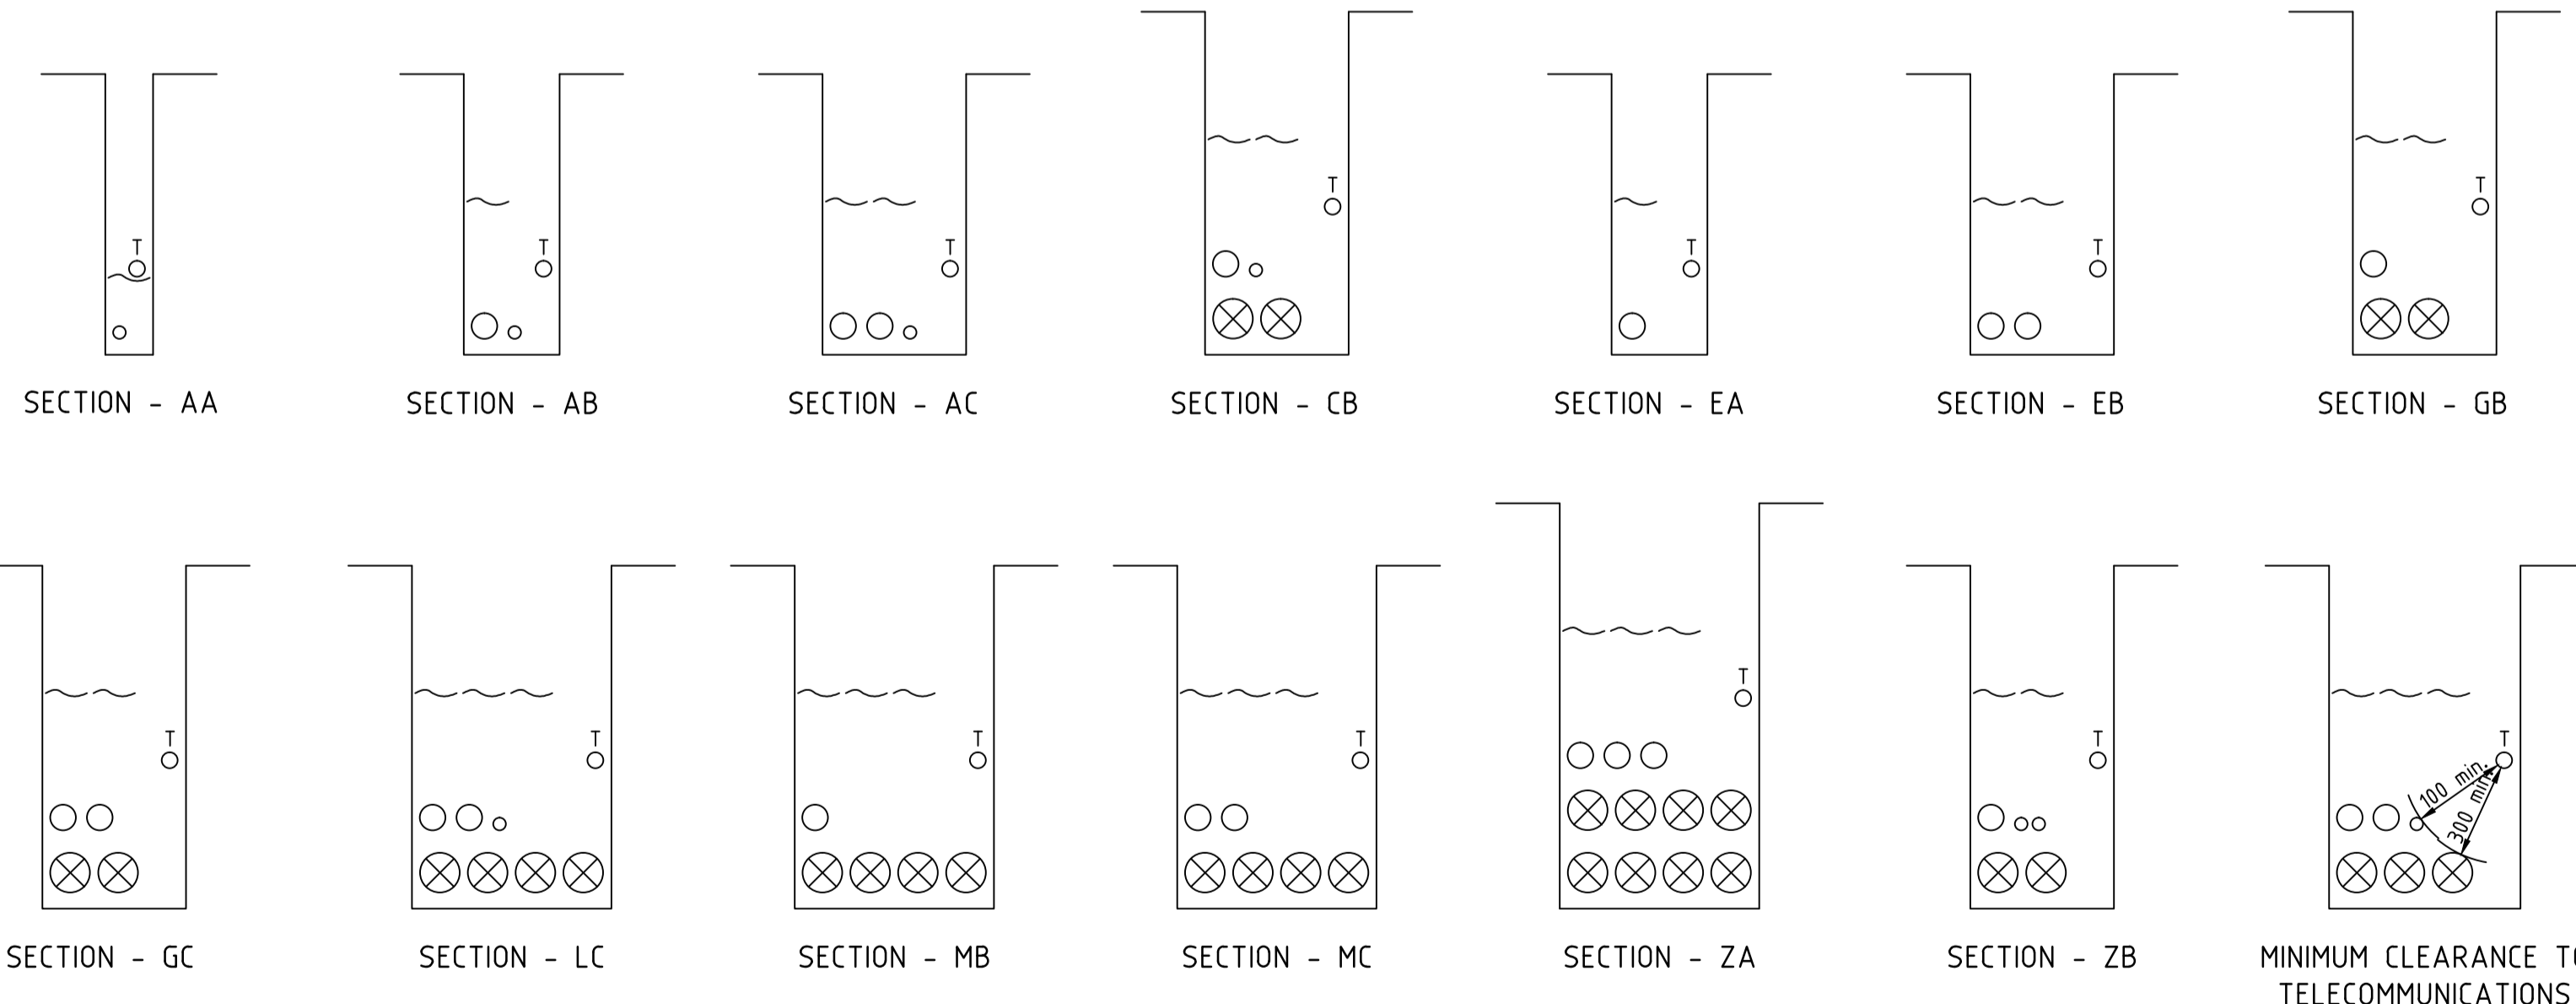 T
T
T
T
T
T
T
SECTION - AA
SECTION - AB
SECTION - AC
SECTION - CB
SECTION - EA
SECTION - EB
SECTION - GB
T
T
T
T
T
T
T
100 min.
300 min.
SECTION - GC
SECTION - LC
SECTION - MB
SECTION - MC
SECTION - ZA
SECTION - ZB
MINIMUM CLEARANCE TO
TELECOMMUNICATIONS